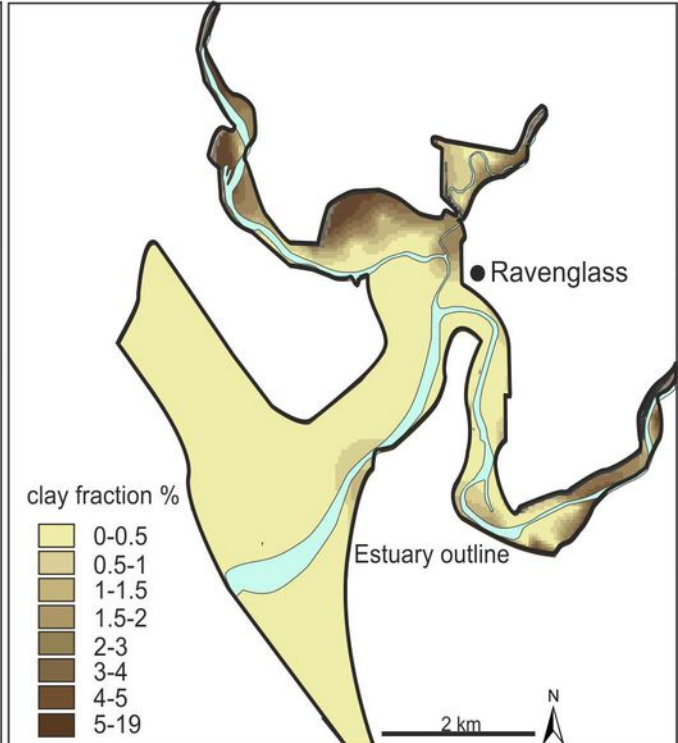 Ravenglass
clay fraction %
0-0.5
0.5-1
1-1.5
1.5-2
2-3
3-4
4-5
5-19
Estuary outline
2 km
N